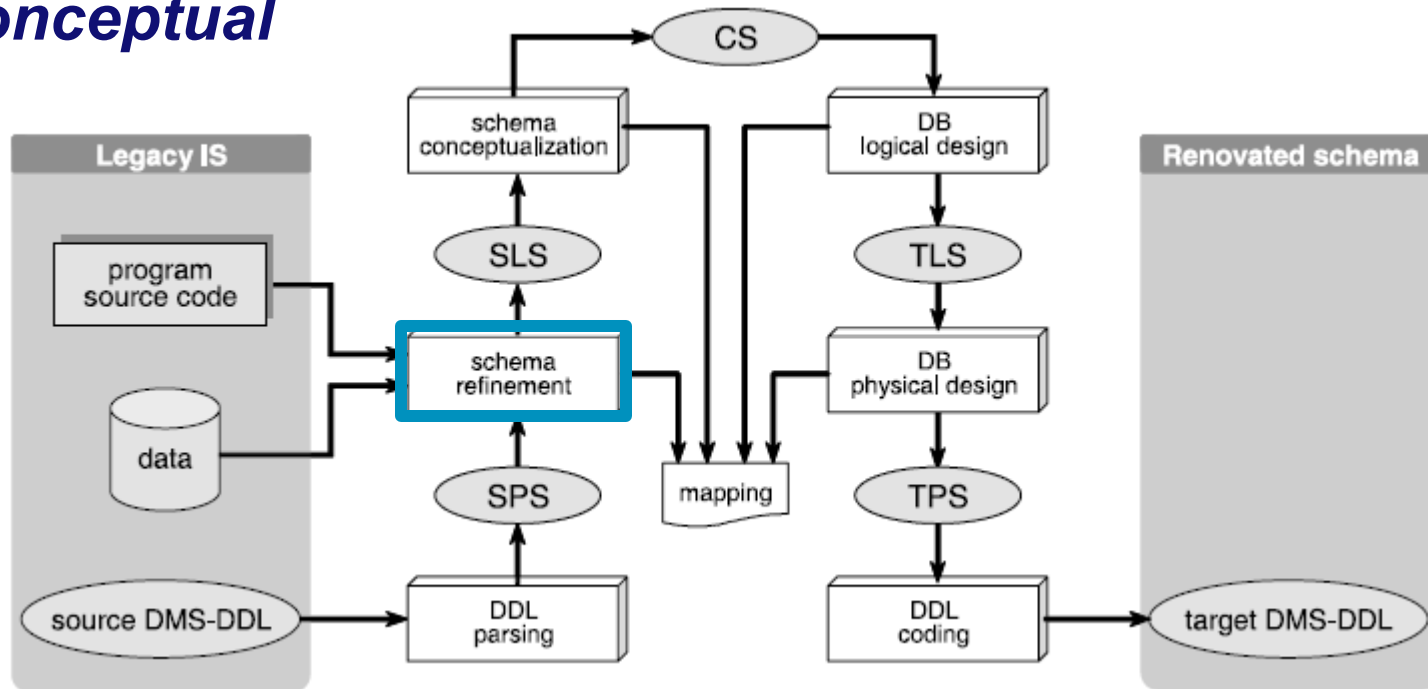 onceptual
CS
schema
conceptualization
DB
logical design
Legacy IS
Renovated schema
program
source code
SLS
TLS
schema
refinement
DB
physical design
data
SPS
mapping
TPS
source DMS-DDL
DDL
parsing
DDL
coding
target DMS-DDL